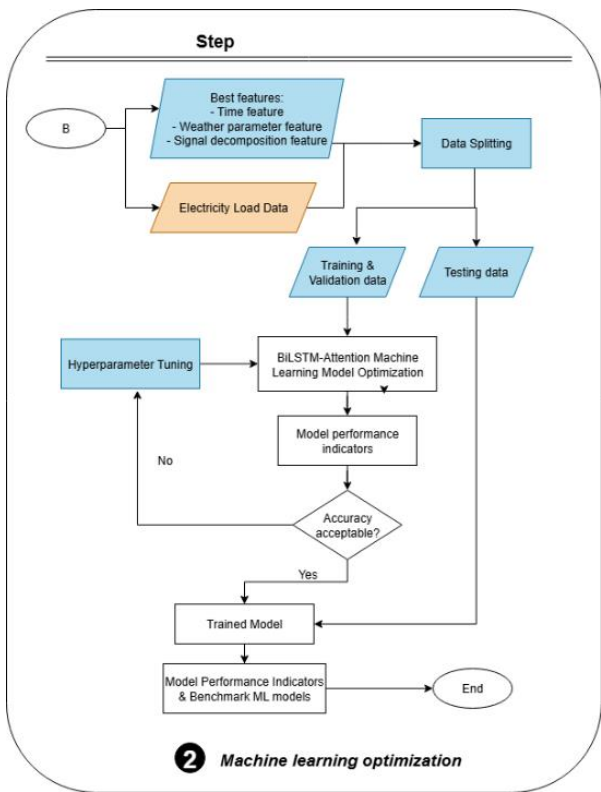 Step
B
Best features:
- Time feature
- Weather parameter feature
- Signal decomposition feature
Data Splitting
Electricity Load Data
Training &
Validation data
Testing data
Hyperparameter Tuning
BiLSTM-Attention Machine
Learning Model Optimization
Model performance
indicators
No
Accuracy
acceptable?
Yes
Trained Model
Model Performance Indicators
& Benchmark ML models
End
2 Machine learning optimization